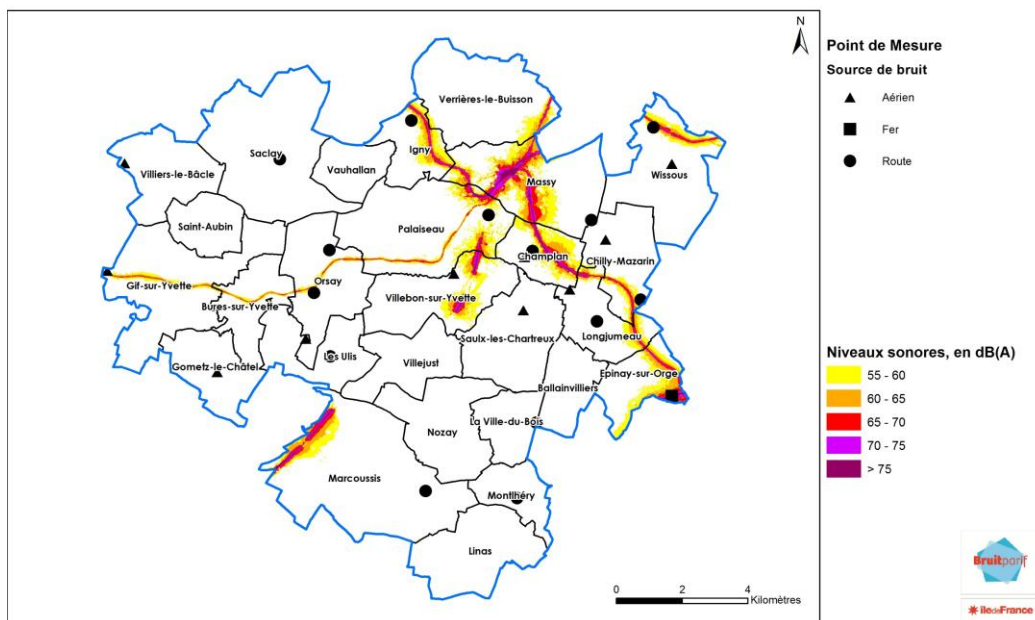 N
Verrières-le-Buisson
Igny
Saclay
Vauhallan
Villiers-le-Bâcle
Massy
Wissous
Saint-Aubin
Palaiseau
Champlan
Chilly-Mazarin
Gif-sur-Yvette
Orsay
Bures-sur-Yvette
Villebon-sur-Yvette
Saulx-les-Chartreux
Longjumeau
Les Ulis
Villejust
Gometz-le-Châtel
Epinay-sur-Orge
Ballainvilliers
La Ville-du-Bois
Nozay
Marcoussis
Montlhéry
Linas
0 2 4
Kilomètres
Point de Mesure
Source de bruit
Aérien
Fer
Route
Niveaux sonores, en dB(A)
55 - 60
60 - 65
65 - 70
70 - 75
> 75
Bruitparif
îledeFrance